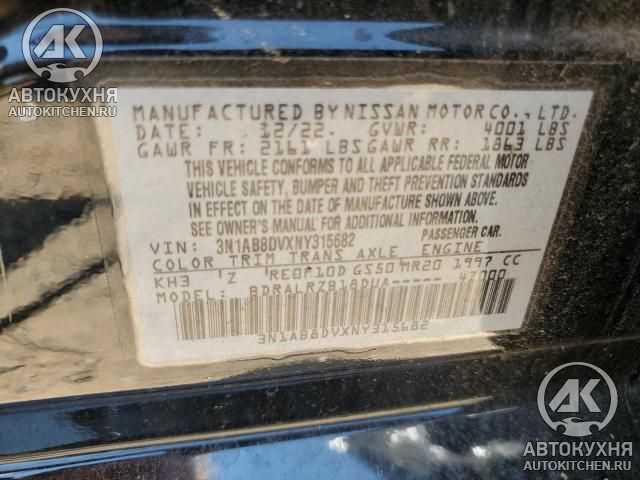 AK
АВТОКУХНЯ
AUTOKITCHEN.RU
MANUFACTURED BY NISSAN MOTOR CO., LTD.
DATE: 12/22. GVWR: 4001 LBS
GAWR FR: 2161 LBS GAWR RR: 1863 LBS
THIS VEHICLE CONFORMS TO ALL APPLICABLE FEDERAL MOTOR
VEHICLE SAFETY, BUMPER AND THEFT PREVENTION STANDARDS
IN EFFECT ON THE DATE OF MANUFACTURE SHOWN ABOVE.
SEE OWNER'S MANUAL FOR ADDITIONAL INFORMATION.
VIN: 3N1AB8DVXNY315682 PASSENGER CAR.
COLOR TRIM TRANS AXLE ENGINE
KH3 'Z 'RE0F10D GS50 MR20 1997 CC
MODEL: BDRALRZB18DUA----- 47000
3N1AB8DVXNY315682
AK
АВТОКУХНЯ
AUTOKITCHEN.RU